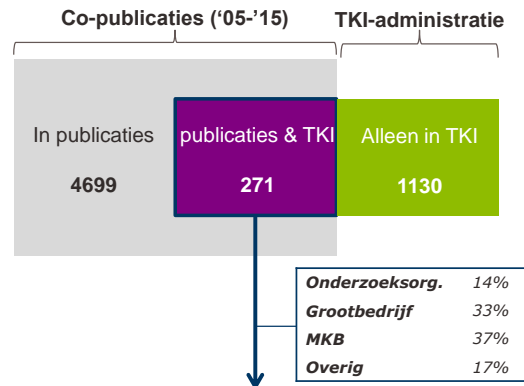 Co-publicaties (‘05-’15) TKI-administratie
In publicaties publicaties & TKI Alleen in TKI
4699 271 1130
Onderzoeksorg. 14%
Grootbedrijf 33%
MKB 37%
Overig 17%